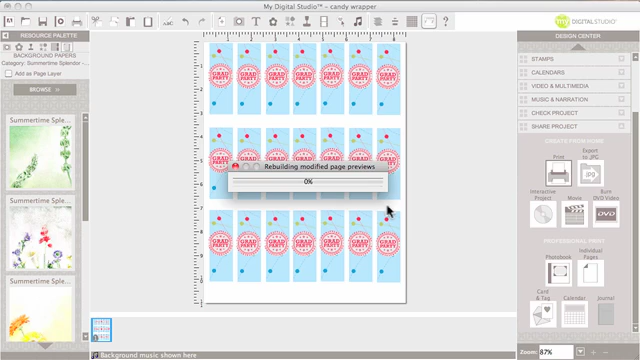 My Digital Studio™ - candy wrapper
RESOURCE PALETTE
BACKGROUND PAPERS
Category: Summertime Splendor -...
Add as Page Layer
BROWSE »
Summertime Sple...
Summertime Sple...
Summertime Sple...
GRAD PARTY
Rebuilding modified page previews
0%
Background music shown here
MY DIGITAL STUDIO
DESIGN CENTER
STAMPS
CALENDARS
VIDEO & MULTIMEDIA
MUSIC & NARRATION
CHECK PROJECT
SHARE PROJECT
CREATE FROM HOME
Print
Export to JPG
Interactive Project
Movie
Burn DVD Video
PROFESSIONAL PRINT
Photobook
Individual Pages
Card & Tag
Calendar
Journal
Zoom: 87%